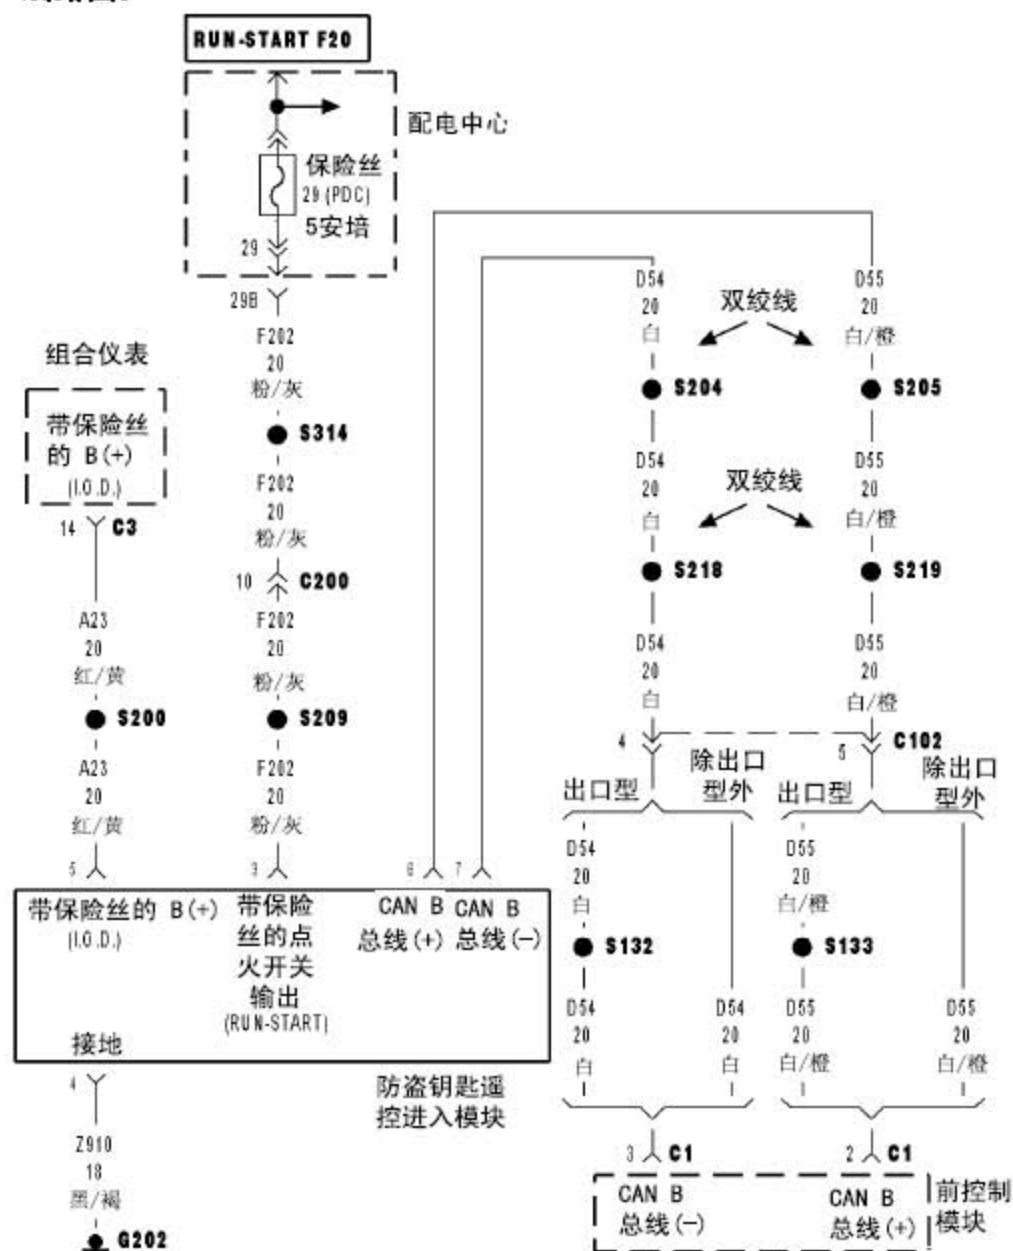 RUN-START F20
配电中心
保险丝
29 (PDC)
5安培
29
29B
F202
20
粉/灰
S314
F202
20
粉/灰
10
C200
F202
20
粉/灰
S209
F202
20
粉/灰
3
组合仪表
带保险丝
的 B(+)
(I.O.D.)
14
C3
A23
20
红/黄
S200
A23
20
红/黄
5
6
7
D54
20
白
双绞线
D55
20
白/橙
S204
S205
D54
20
白
双绞线
D55
20
白/橙
S218
S219
D54
20
白
D55
20
白/橙
4
5
C102
出口型
除出口
型外
出口型
除出口
型外
D54
20
白
D55
20
白/橙
S132
S133
D54
20
白
D54
20
白
D55
20
白/橙
D55
20
白/橙
3
C1
2
C1
CAN B
总线(-)
CAN B
总线(+)
前控制
模块
带保险丝的 B(+)
(I.O.D.)
带保险
丝的点
火开关
输出
(RUN-START)
CAN B
总线(+)
CAN B
总线(-)
接地
防盗钥匙遥
控进入模块
4
Z910
18
黑/褐
G202